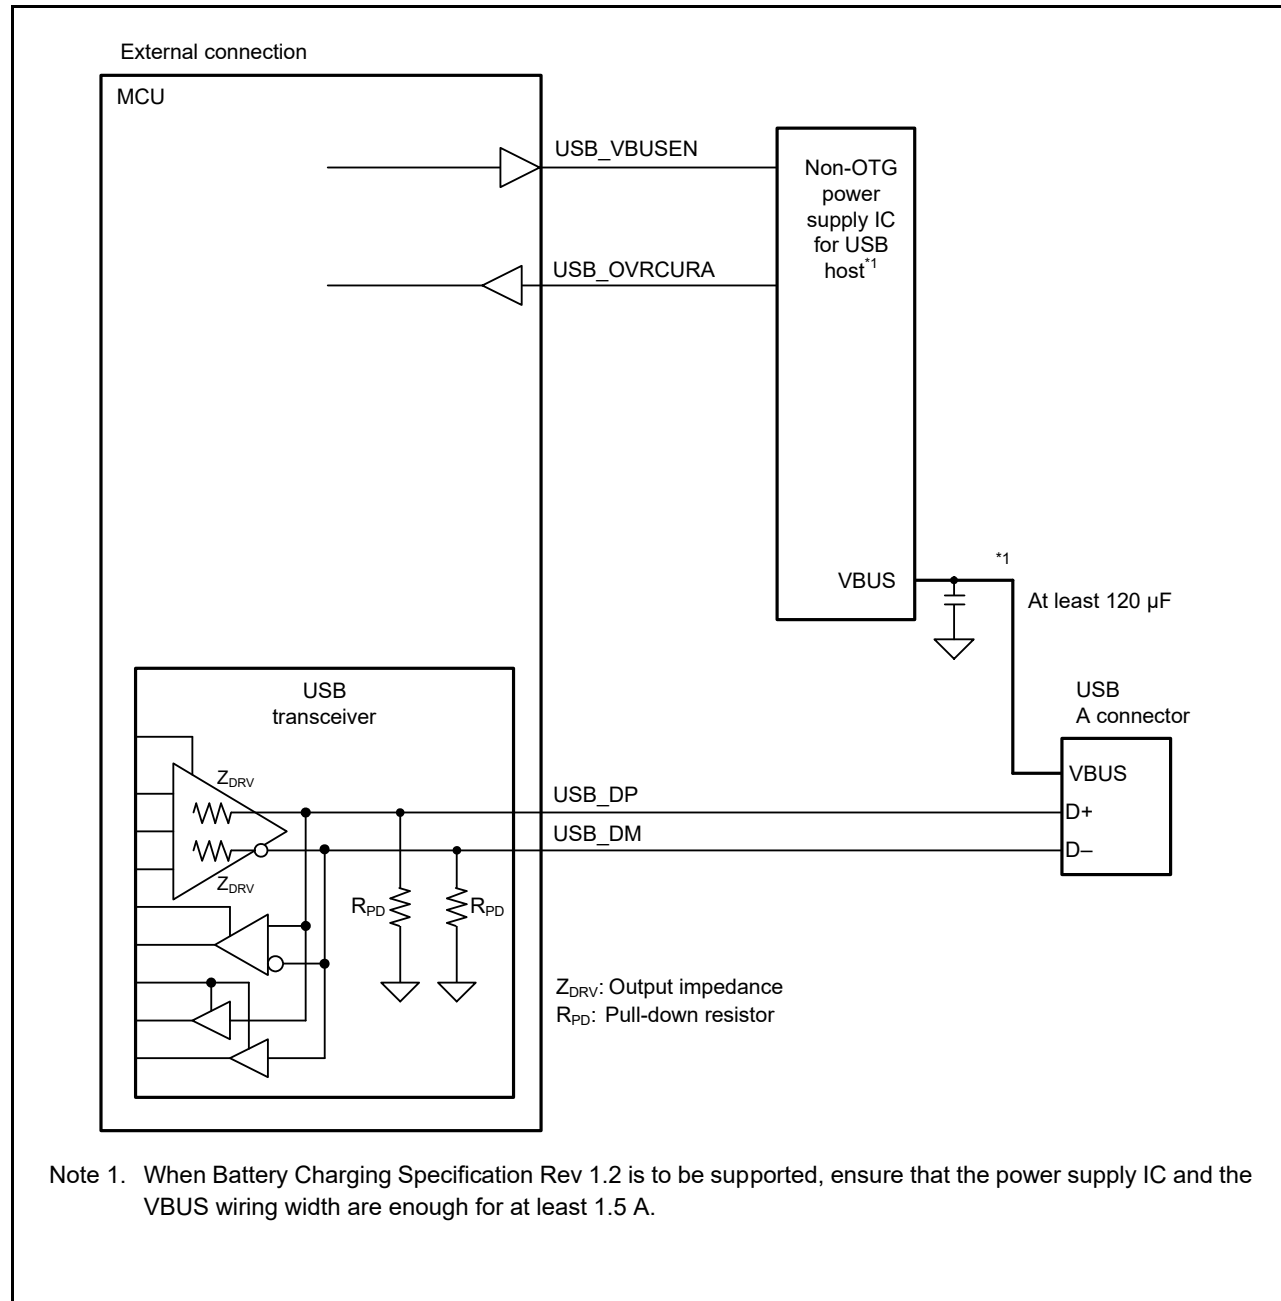 External connection
MCU
USB_VBUSEN
Non-OTG
power
supply IC
for USB
host*1
USB_OVRCURA
*1
VBUS
At least 120 µF
USB
transceiver
USB
A connector
ZDRV
VBUS
USB_DP
D+
USB_DM
D–
ZDRV
RPD
RPD
ZDRV: Output impedance
RPD: Pull-down resistor
Note 1. When Battery Charging Specification Rev 1.2 is to be supported, ensure that the power supply IC and the
VBUS wiring width are enough for at least 1.5 A.